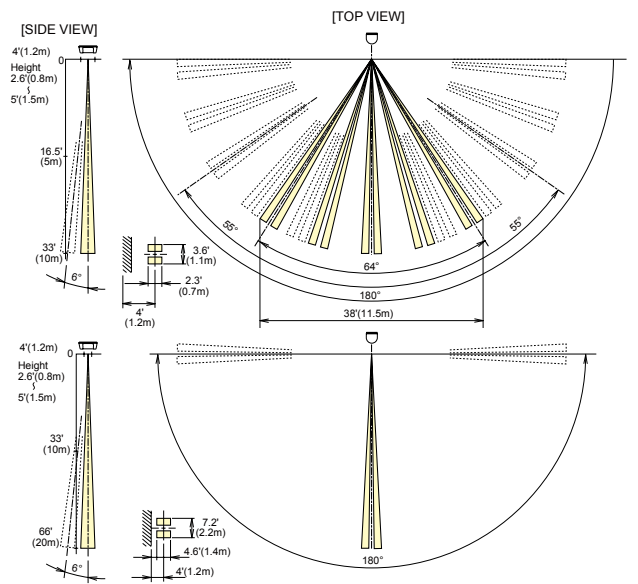 [SIDE VIEW]
[TOP VIEW]
4'(1.2m)
0
Height
2.6'(0.8m)
~
5'(1.5m)
16.5'
(5m)
33'
(10m)
6°
3.6'
(1.1m)
2.3'
(0.7m)
4'
(1.2m)
55°
55°
64°
180°
38'(11.5m)
4'(1.2m)
0
Height
2.6'(0.8m)
~
5'(1.5m)
33'
(10m)
66'
(20m)
6°
7.2'
(2.2m)
4.6'(1.4m)
4'(1.2m)
180°